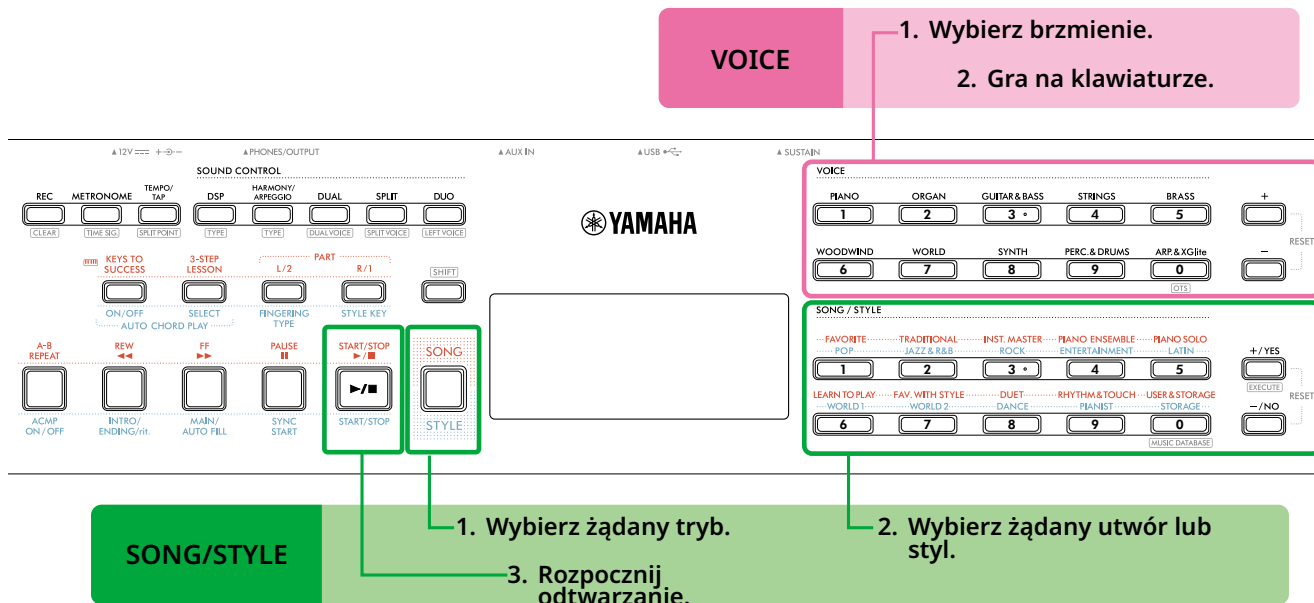 VOICE
1. Wybierz brzmienie.
2. Gra na klawiaturze.
▲12V
▲PHONES/OUTPUT
▲AUX IN
▲USB
▲SUSTAIN
SOUND CONTROL
REC METRONOME TEMPO/TAP DSP HARMONY/ARPEGGIO DUAL SPLIT DUO
CLEAR TIME SIG. SPLIT POINT TYPE TYPE DUAL VOICE SPLIT VOICE LEFT VOICE
KEYS TO SUCCESS 3-STEP LESSON PART L/2 R/1 SHIFT
ON/OFF SELECT FINGERING TYPE STYLE KEY
AUTO CHORD PLAY
A-B REPEAT REW ◀◀ FF ▶▶ PAUSE ⏸ START/STOP ▶/■ SONG
▶/■
ACMP ON/OFF INTRO/ENDING/rit. MAIN/AUTO FILL SYNC START START/STOP STYLE
YAMAHA
VOICE
PIANO ORGAN GUITAR & BASS STRINGS BRASS +
1 2 3 4 5
WOODWIND WORLD SYNTH PERC. & DRUMS ARP. & XGlite −
6 7 8 9 0
OTS
RESET
SONG / STYLE
FAVORITE TRADITIONAL INST. MASTER PIANO ENSEMBLE PIANO SOLO
POP JAZZ & R&B ROCK ENTERTAINMENT LATIN +/YES
1 2 3 4 5
EXECUTE
LEARN TO PLAY FAV. WITH STYLE DUET RHYTHM & TOUCH USER & STORAGE
WORLD 1 WORLD 2 DANCE PIANIST STORAGE −/NO
6 7 8 9 0
MUSIC DATABASE
RESET
SONG/STYLE
1. Wybierz żądany tryb.
2. Wybierz żądany utwór lub
styl.
3. Rozpocznij
odtwarzanie.